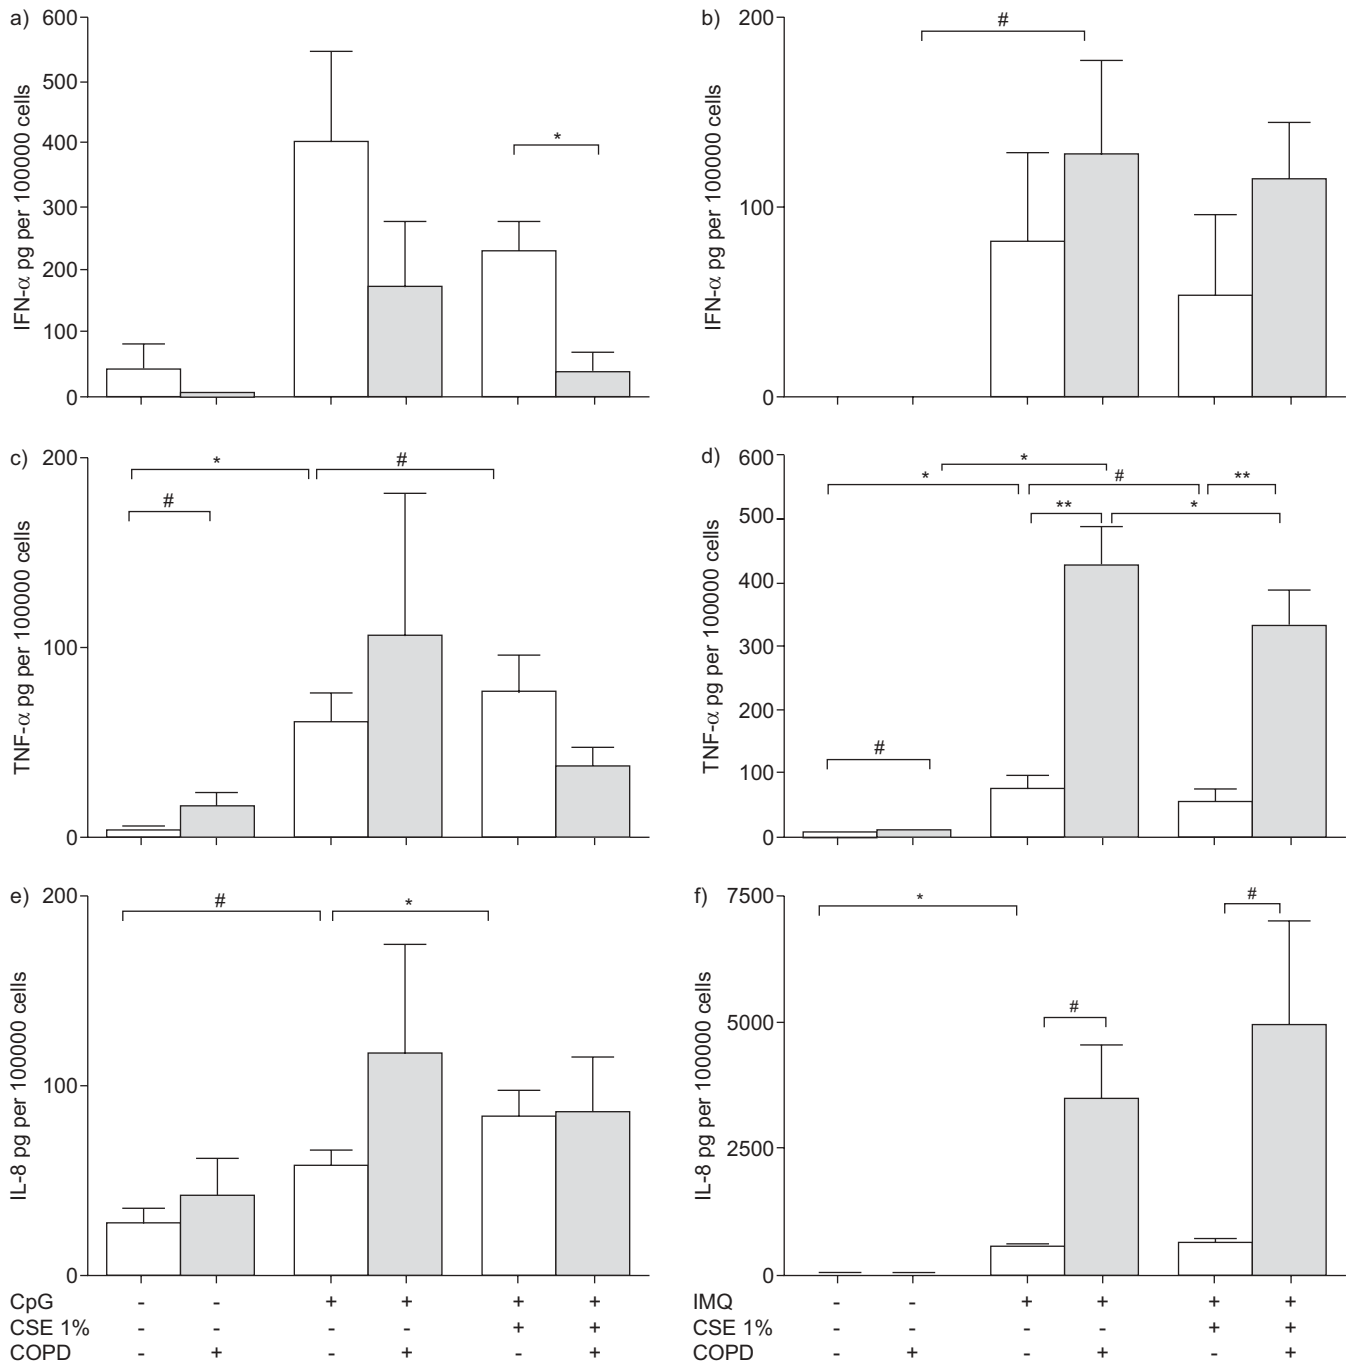 a)
600
500
400
300
200
100
0
IFN-α pg per 100000 cells
*
b)
200
100
0
IFN-α pg per 100000 cells
#
c)
200
100
0
TNF-α pg per 100000 cells
* #
#
d)
600
500
400
300
200
100
0
TNF-α pg per 100000 cells
*
* # **
** *
#
e)
200
100
0
IL-8 pg per 100000 cells
# *
f)
7500
5000
2500
0
IL-8 pg per 100000 cells
* #
#
CpG - - + + + +
CSE 1% - - - - + +
COPD - + - + - +
IMQ - - + + + +
CSE 1% - - - - + +
COPD - + - + - +